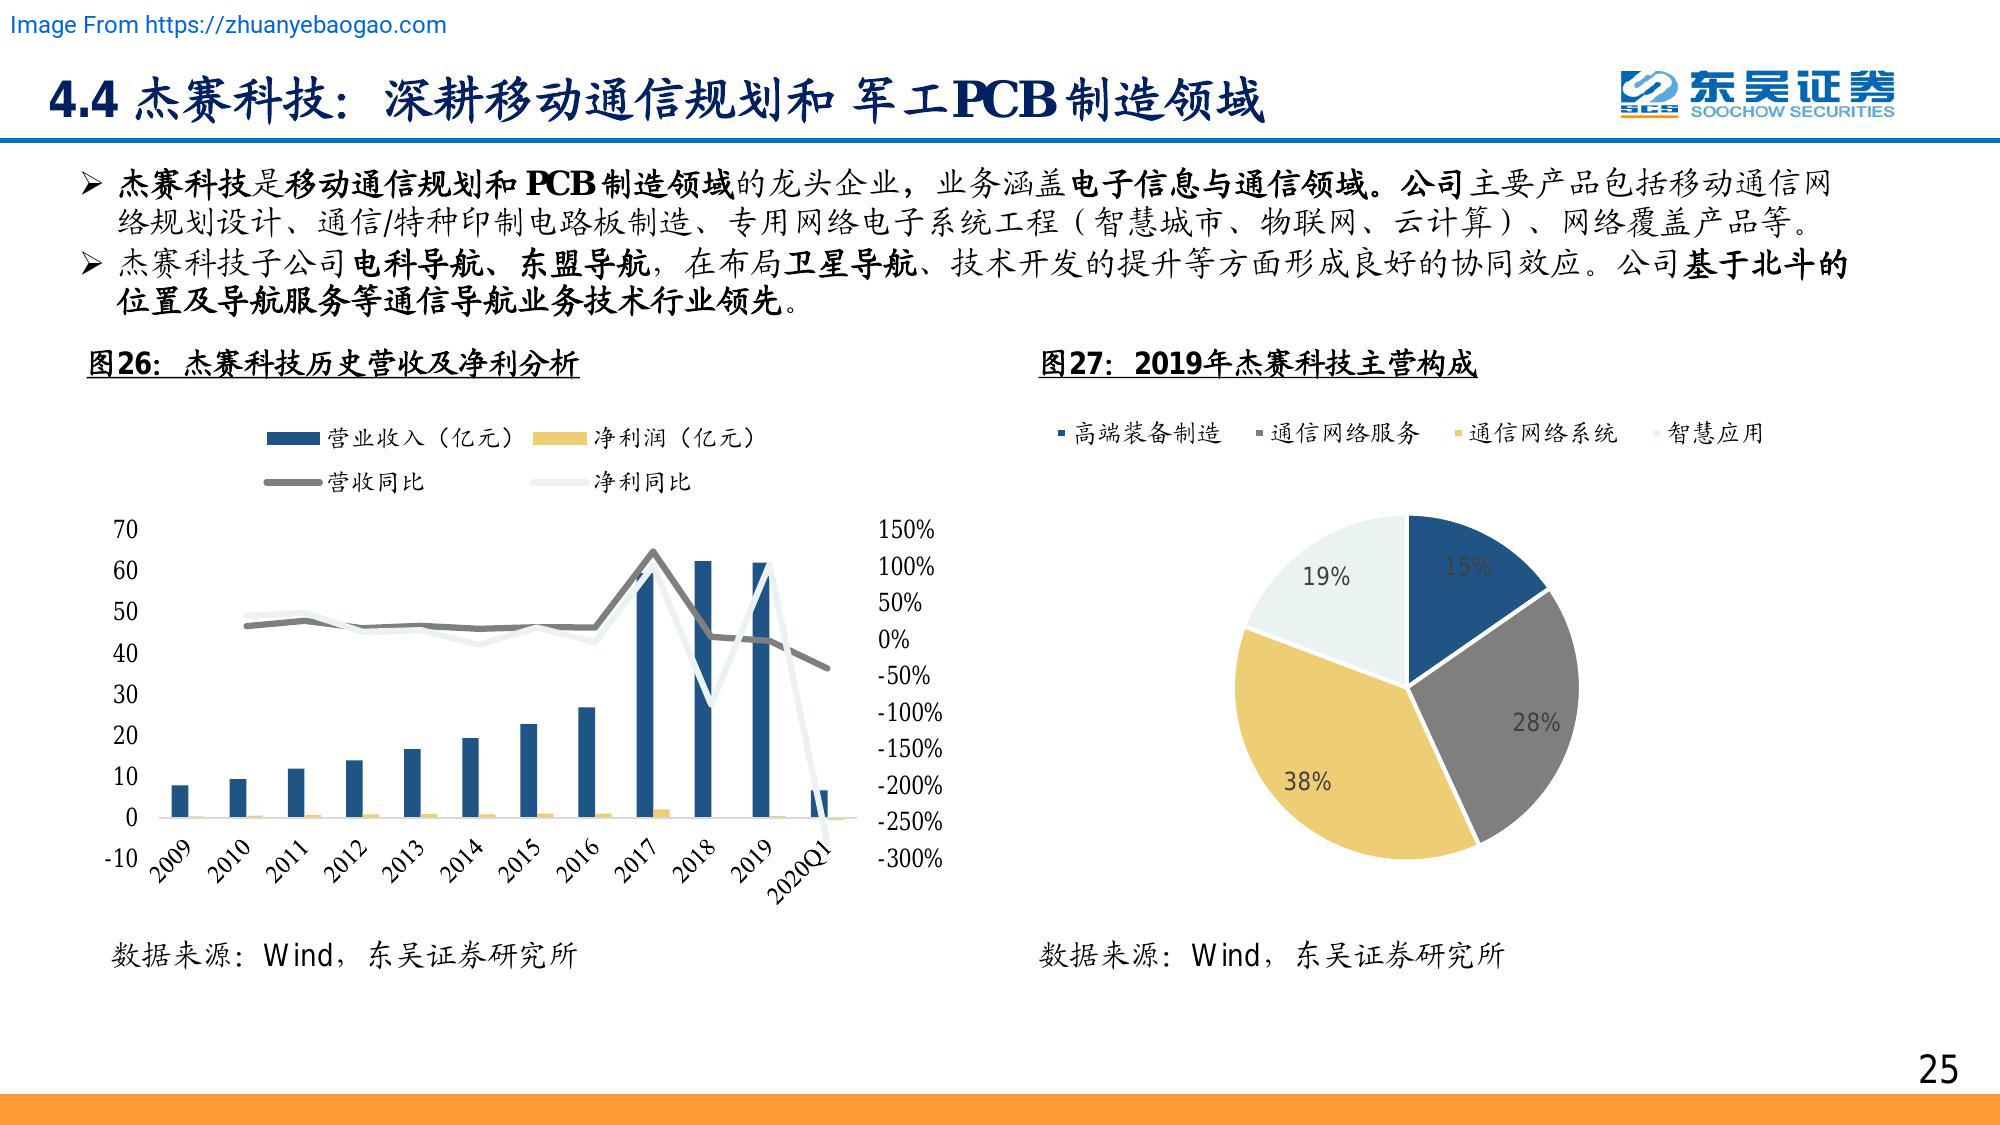 Image From https://zhuanyebaogao.com
4.4 杰赛科技：深耕移动通信规划和 军工PCB制造领域
东吴证券
SCS SOOCHOW SECURITIES
杰赛科技是移动通信规划和 PCB制造领域的龙头企业，业务涵盖电子信息与通信领域。公司主要产品包括移动通信网
络规划设计、通信/特种印制电路板制造、专用网络电子系统工程（智慧城市、物联网、云计算）、网络覆盖产品等。
杰赛科技子公司电科导航、东盟导航，在布局卫星导航、技术开发的提升等方面形成良好的协同效应。公司基于北斗的
位置及导航服务等通信导航业务技术行业领先。
图26：杰赛科技历史营收及净利分析
营业收入（亿元） 净利润（亿元）
营收同比 净利同比
70
60
50
40
30
20
10
0
-10
150%
100%
50%
0%
-50%
-100%
-150%
-200%
-250%
-300%
2009 2010 2011 2012 2013 2014 2015 2016 2017 2018 2019 2020Q1
数据来源：Wind，东吴证券研究所
图27：2019年杰赛科技主营构成
高端装备制造 通信网络服务 通信网络系统 智慧应用
15%
19%
28%
38%
数据来源：Wind，东吴证券研究所
25